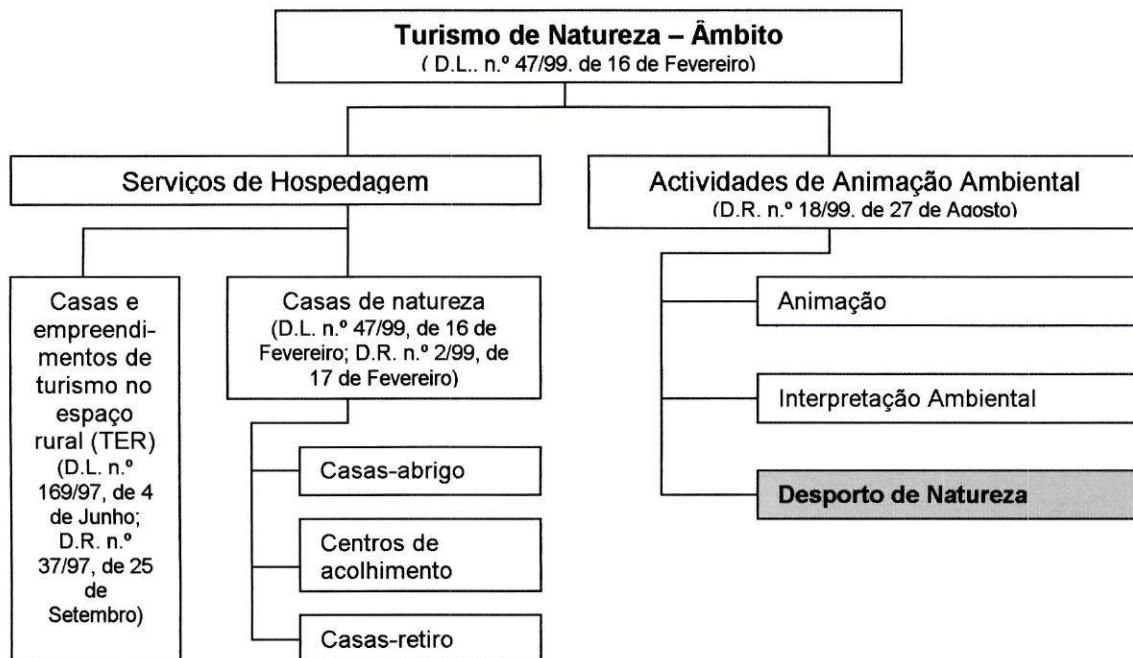 Turismo de Natureza – Âmbito
( D.L.. n.º 47/99. de 16 de Fevereiro)
Serviços de Hospedagem
Actividades de Animação Ambiental
(D.R. n.º 18/99. de 27 de Agosto)
Casas e
empreendi-
mentos de
turismo no
espaço
rural (TER)
(D.L. n.º
169/97, de 4
de Junho;
D.R. n.º
37/97, de 25
de
Setembro)
Casas de natureza
(D.L. n.º 47/99, de 16 de
Fevereiro; D.R. n.º 2/99, de
17 de Fevereiro)
Casas-abrigo
Centros de
acolhimento
Casas-retiro
Animação
Interpretação Ambiental
Desporto de Natureza